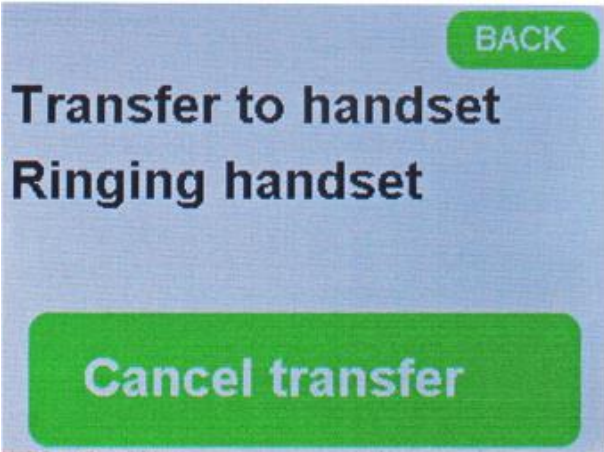 BACK
Transfer to handset
Ringing handset
Cancel transfer